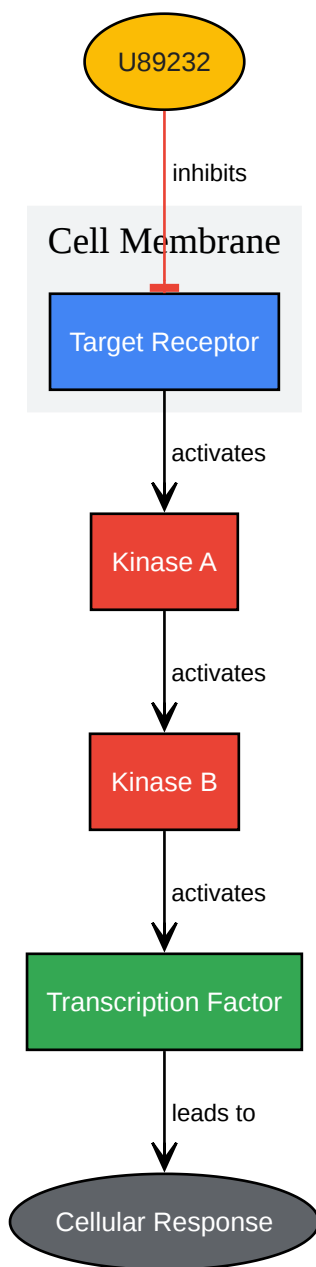 U89232
inhibits
Cell Membrane
Target Receptor
activates
Kinase A
activates
Kinase B
activates
Transcription Factor
leads to
Cellular Response